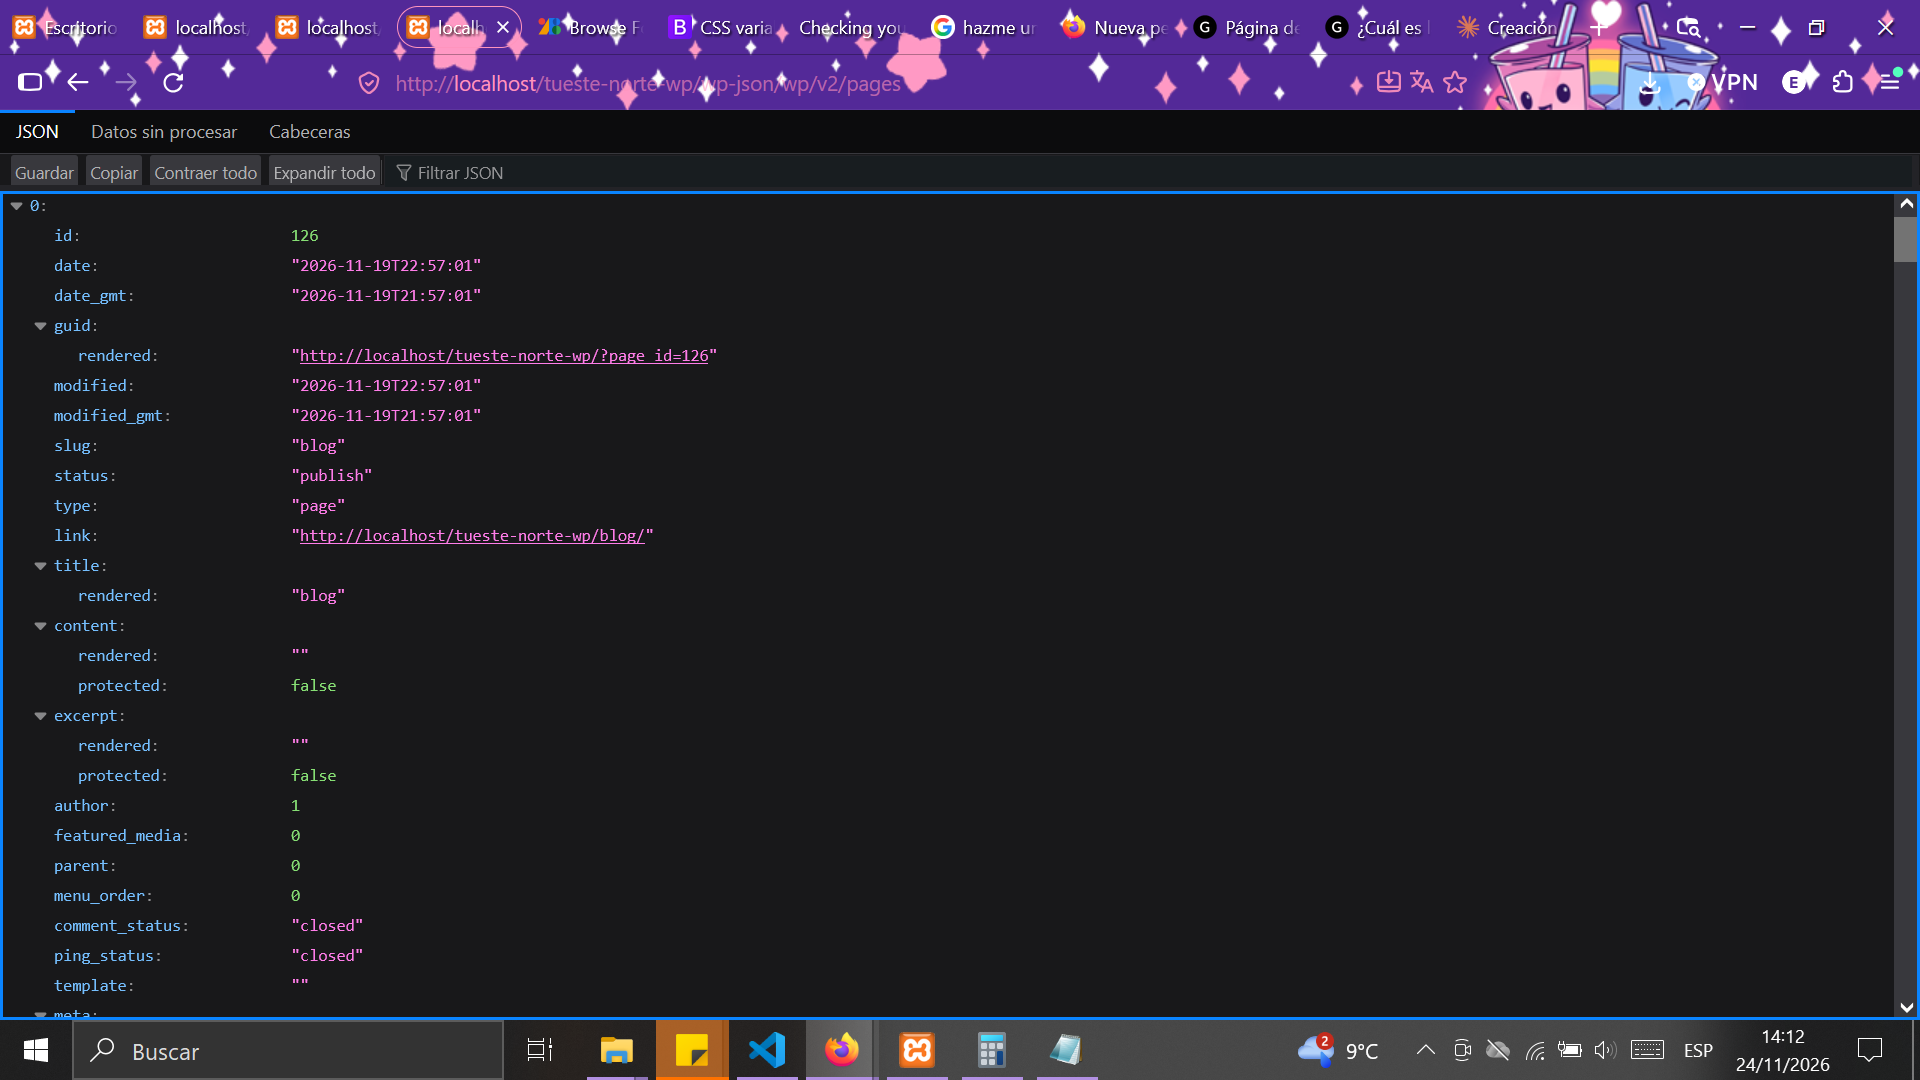 Escritorio
localhost
localhost
localh
Browse F
B CSS varia
Checking you
hazme un
Nueva pe
G Página de
G ¿Cuál es l
Creación
http://localhost/tueste-norte-wp/wp-json/wp/v2/pages
VPN
E
JSON Datos sin procesar Cabeceras
Guardar Copiar Contraer todo Expandir todo Filtrar JSON
0:
id: 126
date: "2026-11-19T22:57:01"
date_gmt: "2026-11-19T21:57:01"
guid:
rendered: "http://localhost/tueste-norte-wp/?page_id=126"
modified: "2026-11-19T22:57:01"
modified_gmt: "2026-11-19T21:57:01"
slug: "blog"
status: "publish"
type: "page"
link: "http://localhost/tueste-norte-wp/blog/"
title:
rendered: "blog"
content:
rendered: ""
protected: false
excerpt:
rendered: ""
protected: false
author: 1
featured_media: 0
parent: 0
menu_order: 0
comment_status: "closed"
ping_status: "closed"
template: ""
meta:
Buscar
2
9°C
ESP
14:12
24/11/2026